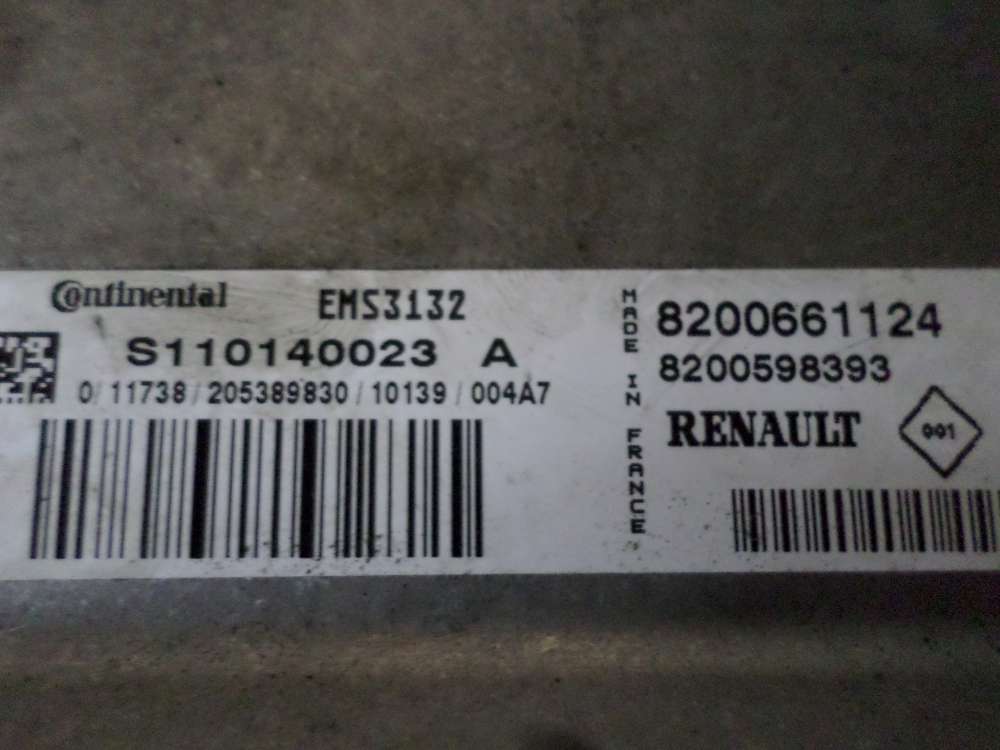 Continental
EMS3132
S110140023 A
0/11738/205389830/10139/004A7
MADE IN FRANCE
8200661124
8200598393
RENAULT
001